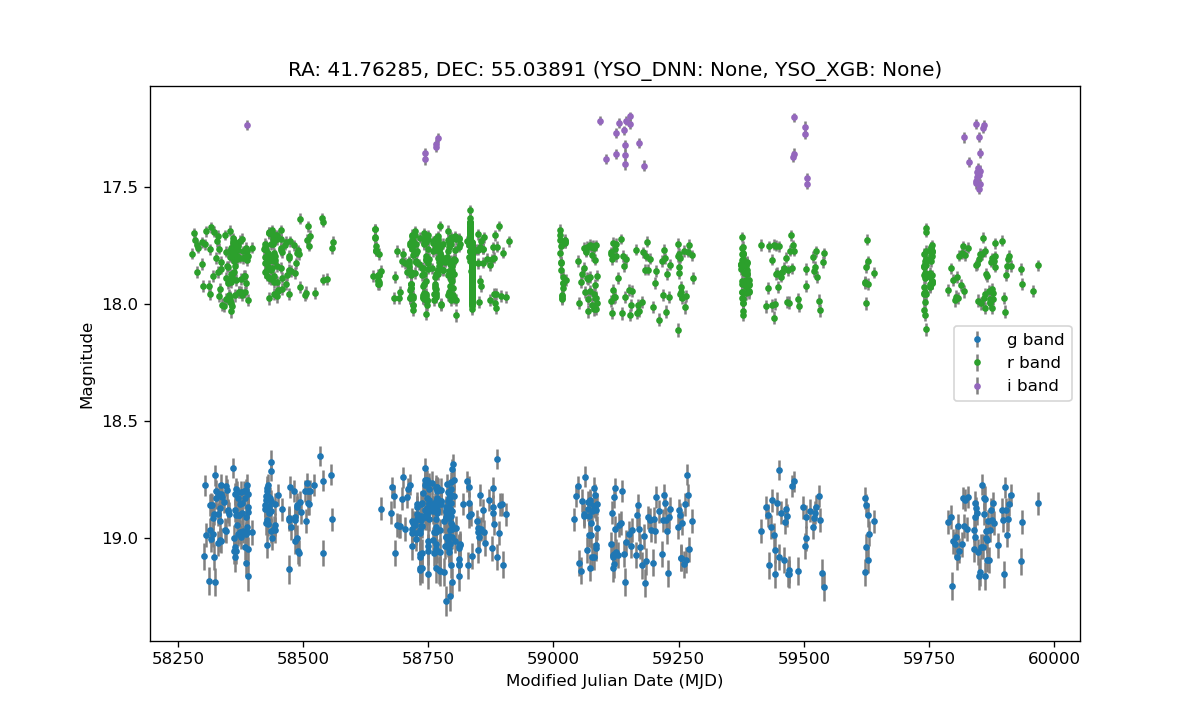 RA: 41.76285, DEC: 55.03891 (YSO_DNN: None, YSO_XGB: None)
17.5
18.0
18.5
19.0
Magnitude
g band
r band
i band
58250 58500 58750 59000 59250 59500 59750 60000
Modified Julian Date (MJD)